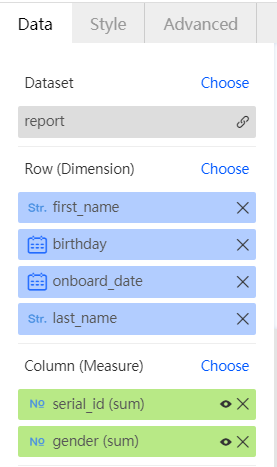 Data Style Advanced
Dataset Choose
report
Row (Dimension) Choose
Str. first_name
birthday
onboard_date
Str. last_name
Column (Measure) Choose
No serial_id (sum)
No gender (sum)